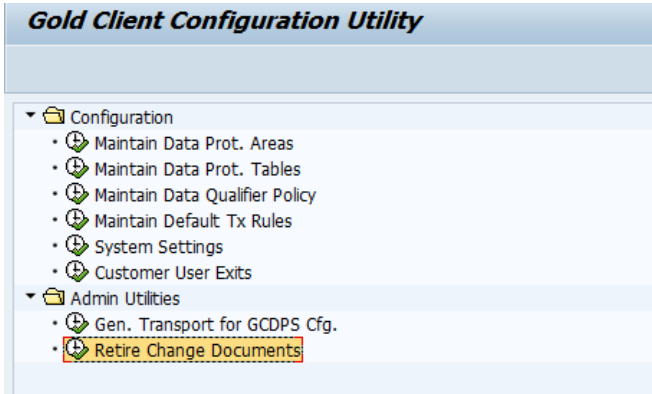 Gold Client Configuration Utility
Configuration
Maintain Data Prot. Areas
Maintain Data Prot. Tables
Maintain Data Qualifier Policy
Maintain Default Tx Rules
System Settings
Customer User Exits
Admin Utilities
Gen. Transport for GCDPS Cfg.
Retire Change Documents